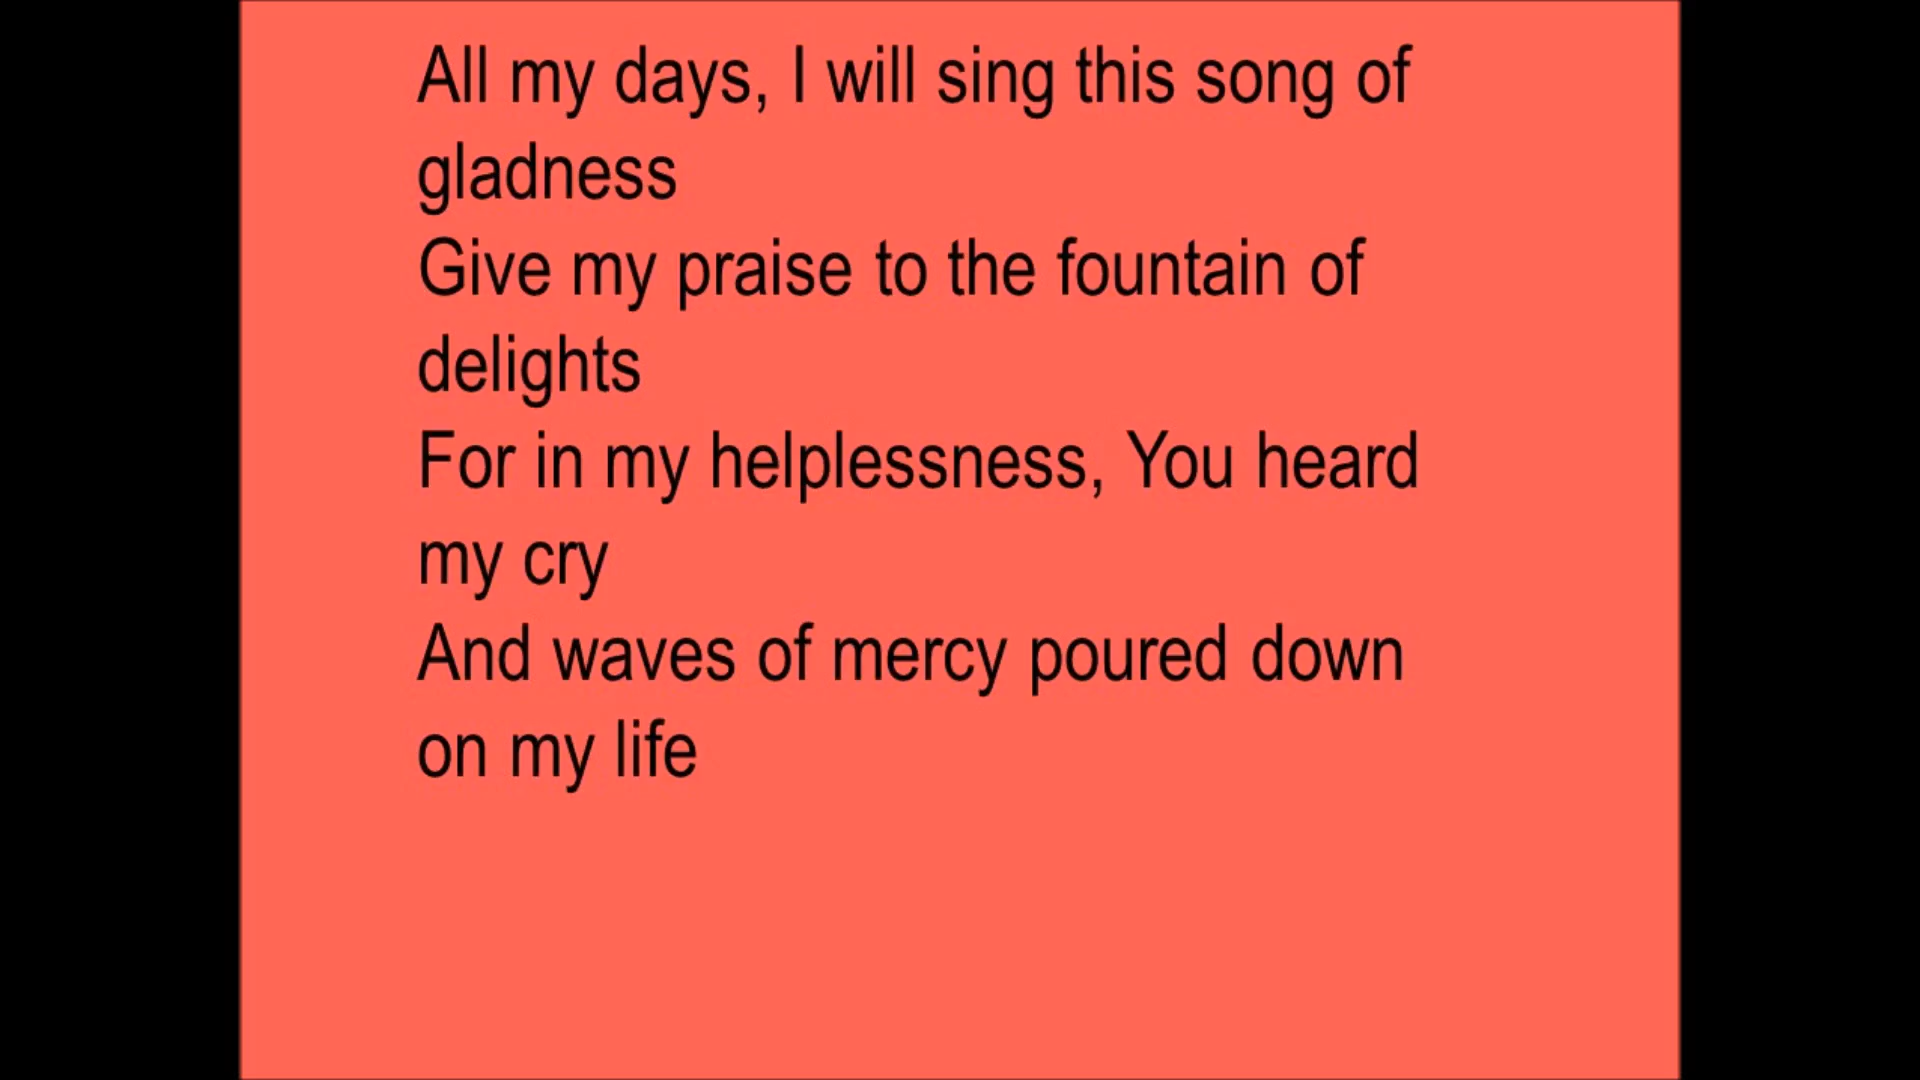 All my days, I will sing this song of
gladness
Give my praise to the fountain of
delights
For in my helplessness, You heard
my cry
And waves of mercy poured down
on my life